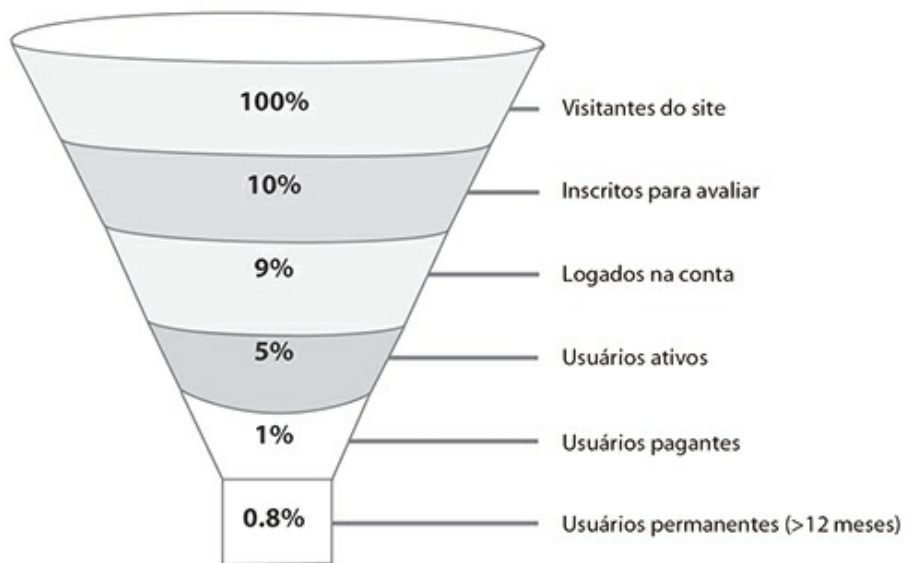 100% Visitantes do site
10% Inscritos para avaliar
9% Logados na conta
5% Usuários ativos
1% Usuários pagantes
0.8% Usuários permanentes (>12 meses)